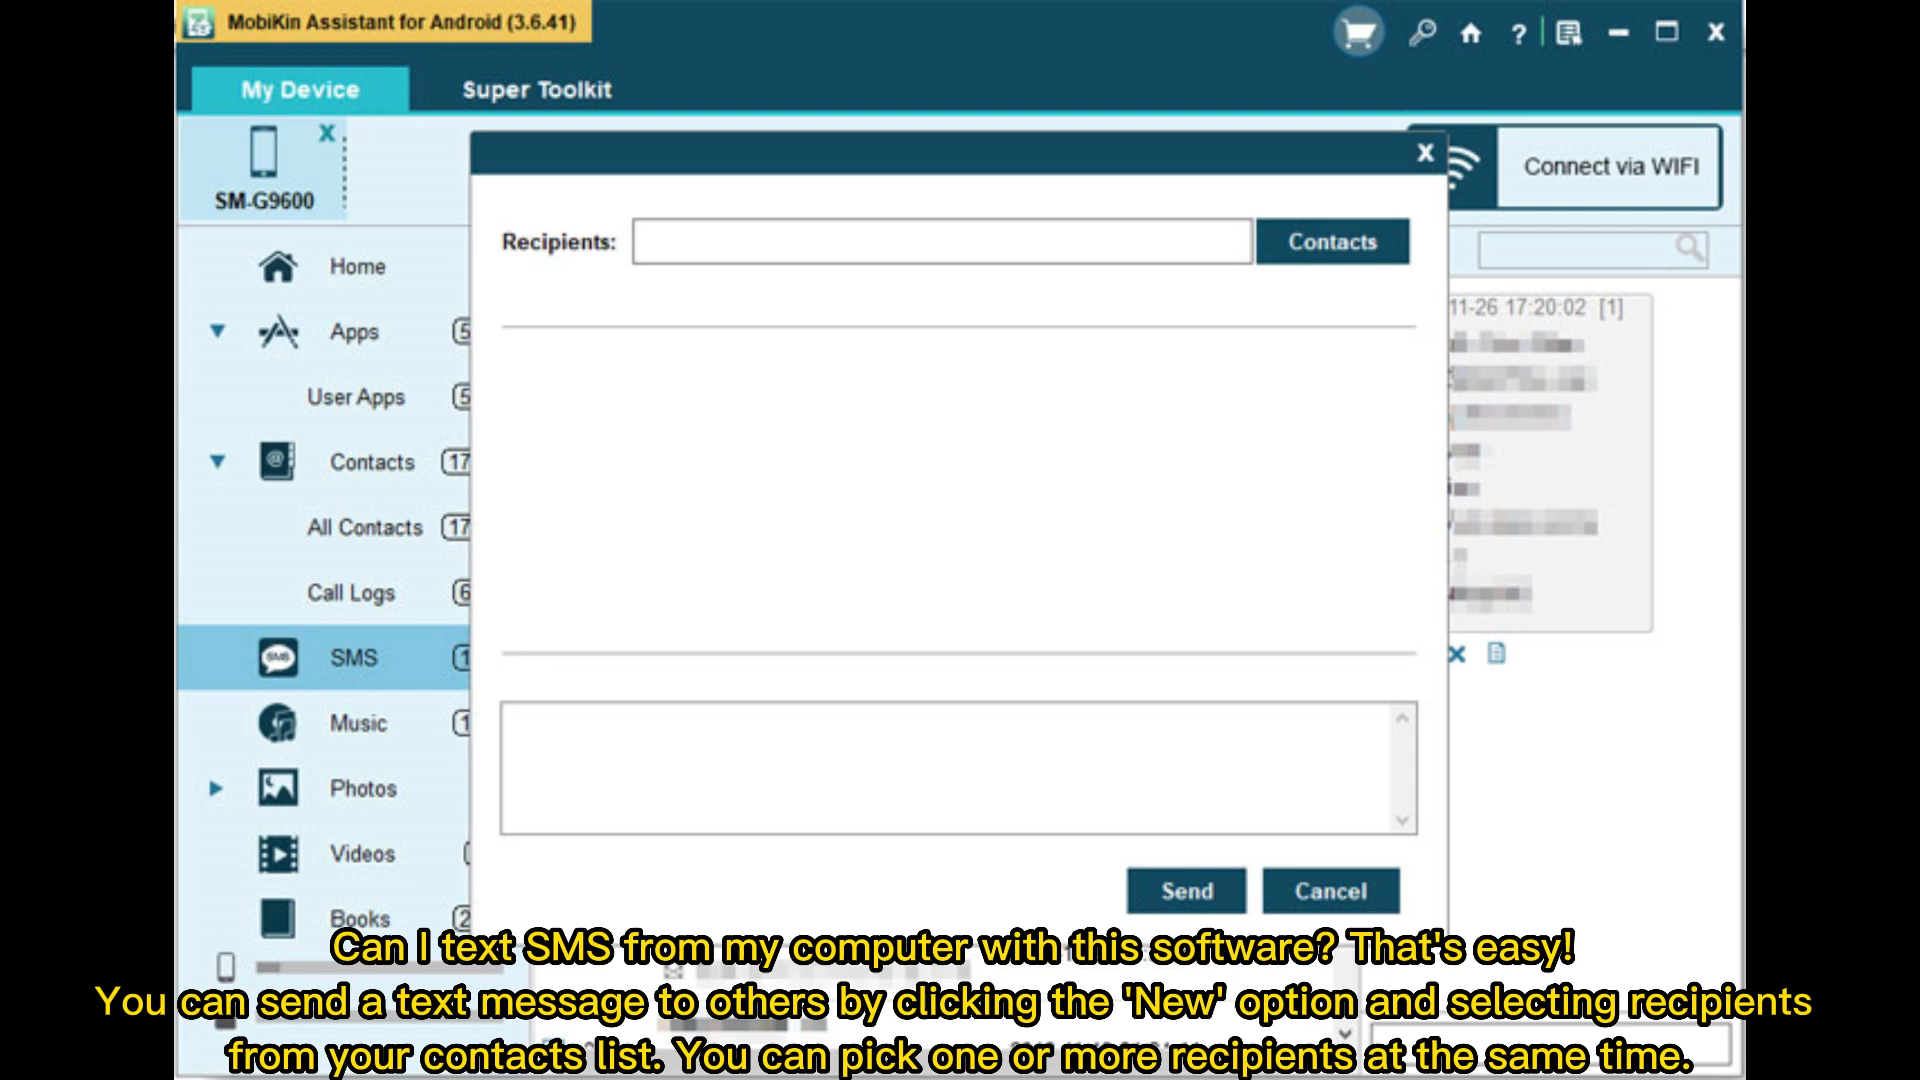 MobiKin Assistant for Android (3.6.41)
My Device
Super Toolkit
SM-G9600
Connect via WIFI
Recipients:
Contacts
Home
11-26 17:20:02 [1]
Apps
User Apps
Contacts
17
All Contacts
17
Call Logs
SMS
Music
Photos
Videos
Send
Cancel
Books
Can I text SMS from my computer with this software? That's easy!
You can send a text message to others by clicking the 'New' option and selecting recipients
from your contacts list. You can pick one or more recipients at the same time.